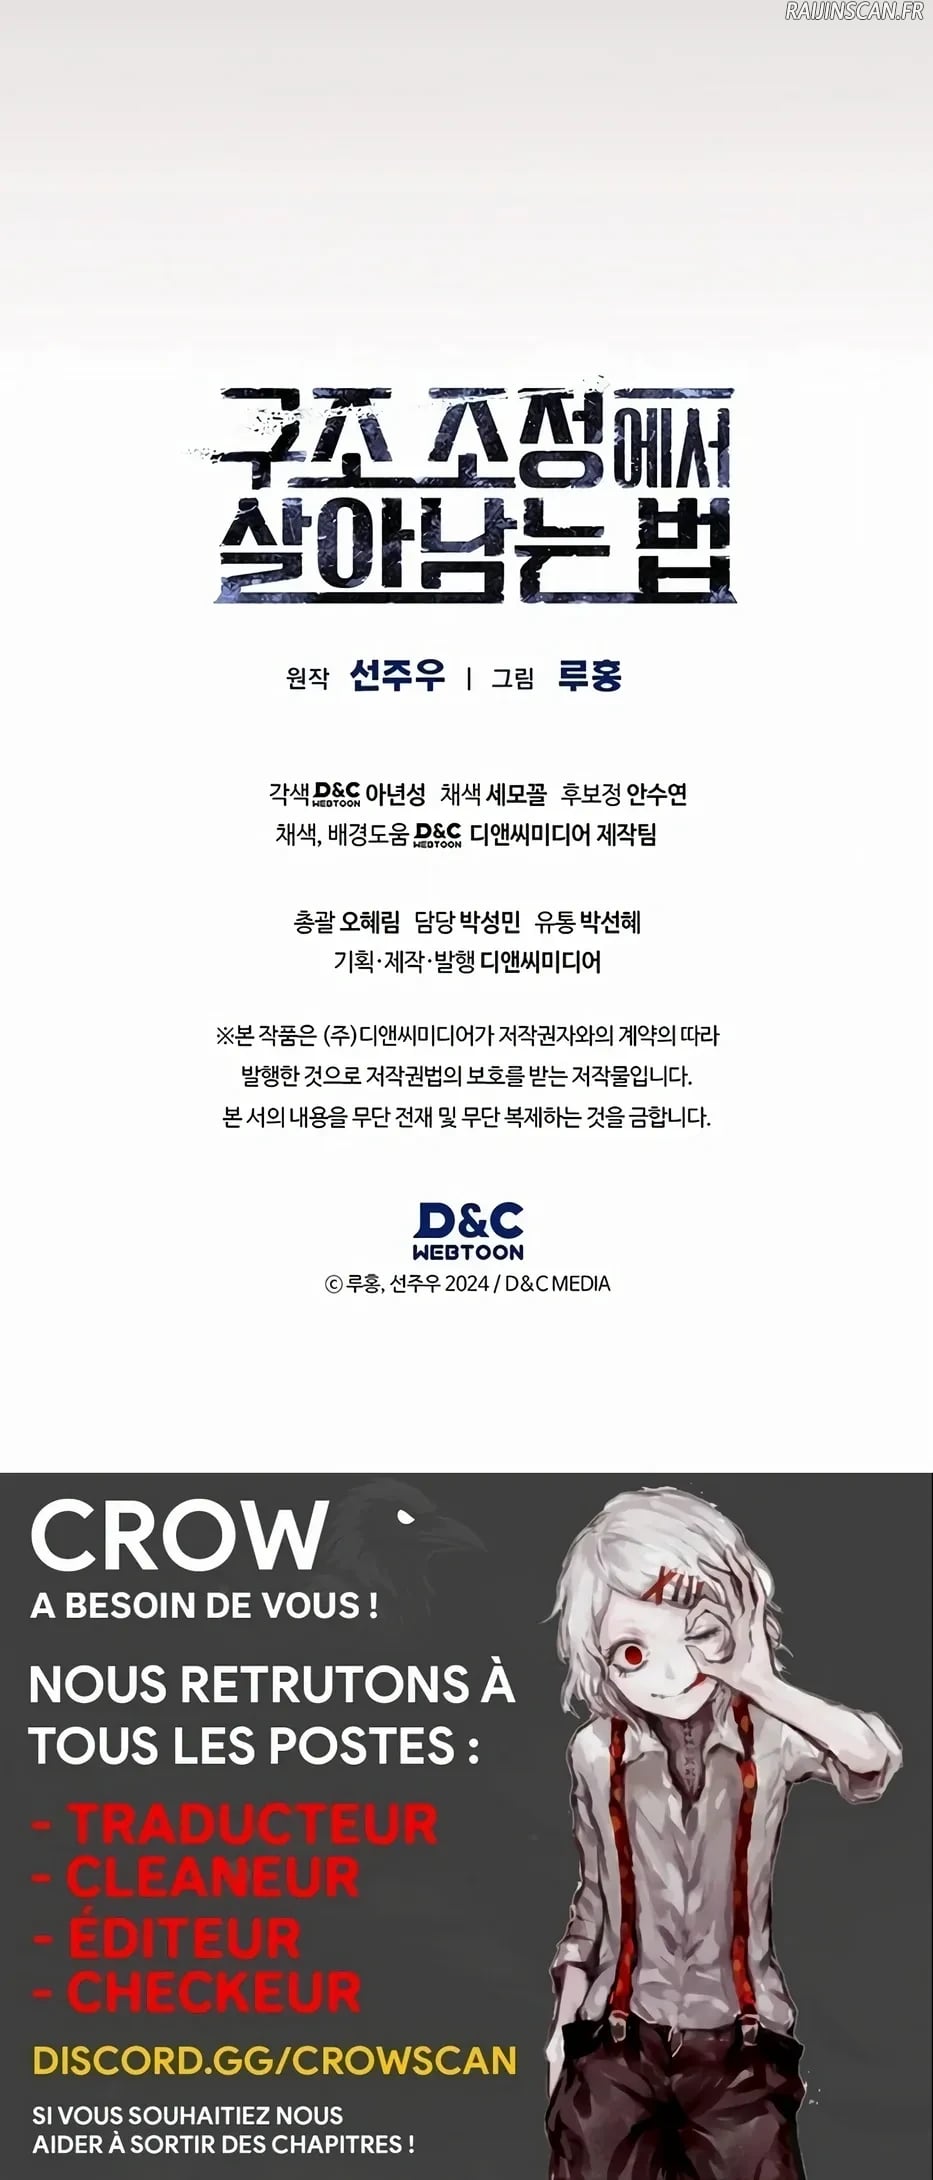 RAIJINSCAN.FR
구조 조정에서
살아남는 법
원작 선주우 | 그림 루홍
각색 D&C WEBTOON 아년성 채색 세모꼴 후보정 안수연
채색, 배경도움 D&C WEBTOON 디앤씨미디어 제작팀
총괄 오혜림 담당 박성민 유통 박선혜
기획·제작·발행 디앤씨미디어
※본 작품은 (주)디앤씨미디어가 저작권자와의 계약의 따라
발행한 것으로 저작권법의 보호를 받는 저작물입니다.
본 서의 내용을 무단 전재 및 무단 복제하는 것을 금합니다.
D&C
WEBTOON
ⓒ 루홍, 선주우 2024 / D&C MEDIA
CROW
A BESOIN DE VOUS !
NOUS RETRUTONS À
TOUS LES POSTES :
- TRADUCTEUR
- CLEANEUR
- ÉDITEUR
- CHECKEUR
DISCORD.GG/CROWSCAN
SI VOUS SOUHAITIEZ NOUS
AIDER À SORTIR DES CHAPITRES !